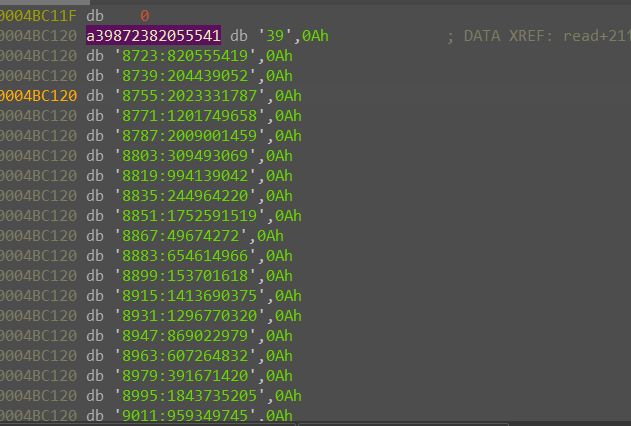 0004BC11F db 0
0004BC120 a39872382055541 db '39',0Ah ; DATA XREF: read+211
0004BC120 db '8723:820555419',0Ah
0004BC120 db '8739:204439052',0Ah
0004BC120 db '8755:2023331787',0Ah
0004BC120 db '8771:1201749658',0Ah
0004BC120 db '8787:2009001459',0Ah
0004BC120 db '8803:309493069',0Ah
0004BC120 db '8819:994139042',0Ah
0004BC120 db '8835:244964220',0Ah
0004BC120 db '8851:1752591519',0Ah
0004BC120 db '8867:49674272',0Ah
0004BC120 db '8883:654614966',0Ah
0004BC120 db '8899:153701618',0Ah
0004BC120 db '8915:1413690375',0Ah
0004BC120 db '8931:1296770320',0Ah
0004BC120 db '8947:869022979',0Ah
0004BC120 db '8963:607264832',0Ah
0004BC120 db '8979:391671420',0Ah
0004BC120 db '8995:1843735205',0Ah
0004BC120 db '9011:959349745',0Ah